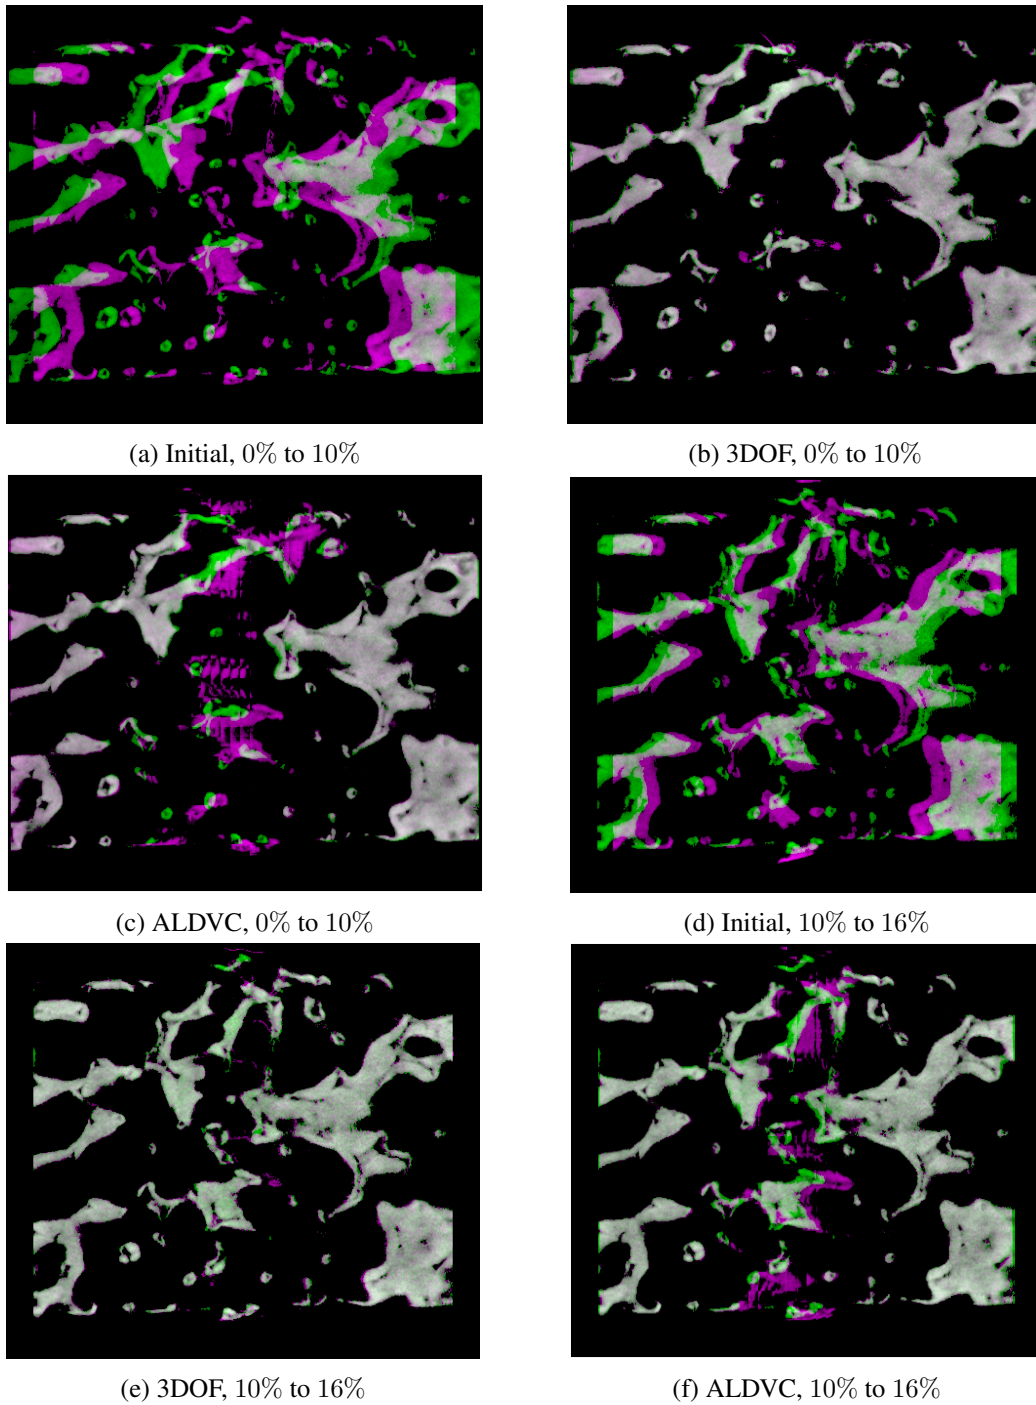 (a) Initial, 0% to 10%
(b) 3DOF, 0% to 10%
(c) ALDVC, 0% to 10%
(d) Initial, 10% to 16%
(e) 3DOF, 10% to 16%
(f) ALDVC, 10% to 16%